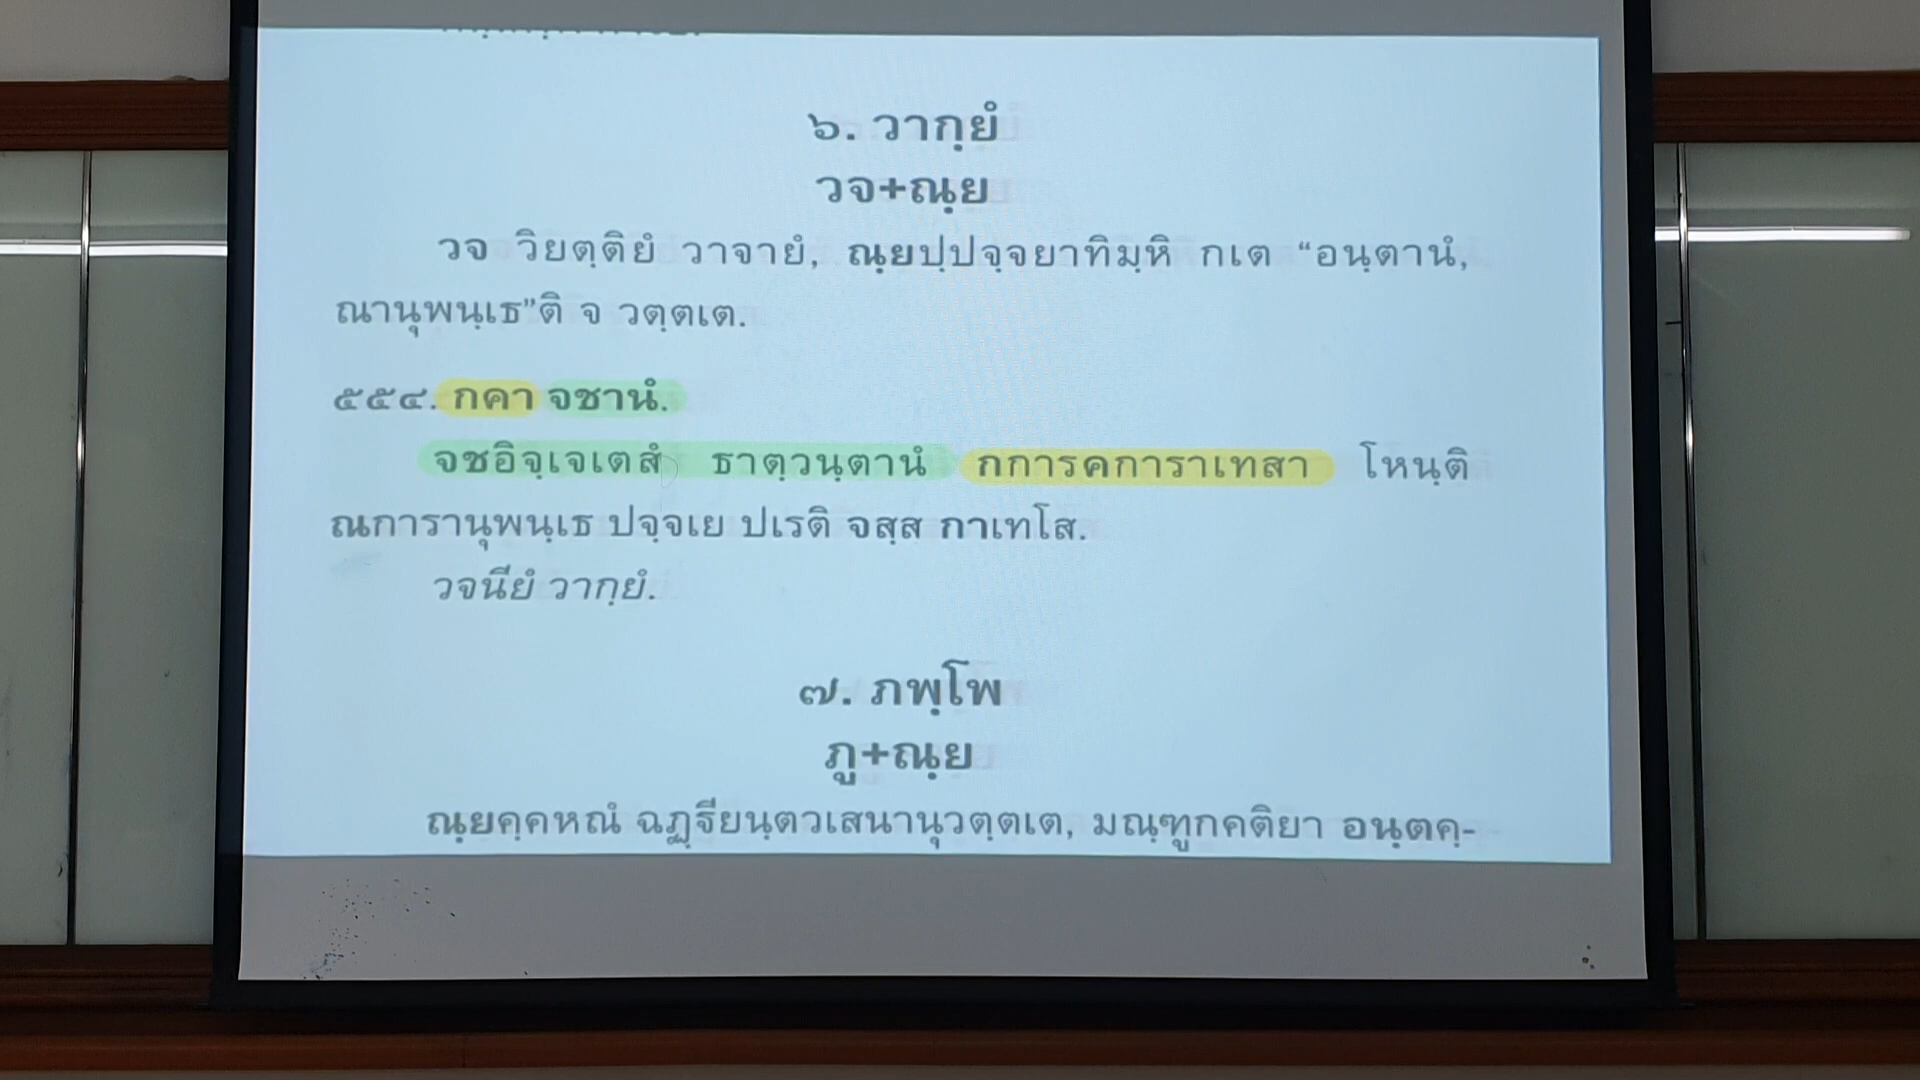 ๖. วากฺยํ
วจ+ณฺย
วจ วิยตฺติยํ วาจายํ, ณฺยปฺปจฺจยาทิมฺหิ กเต “อนฺตานํ,
ณานุพนฺเธ”ติ จ วตฺตเต.
๕๕๔. กคา จชานํ.
จชอิจฺเจเตสํ ธาตฺวนฺตานํ กการคการาเทสา โหนฺติ
ณการานุพนฺเธ ปจฺจเย ปเรติ จสฺส กาเทโส.
วจนียํ วากฺยํ.
๗. ภพฺโพ
ภู+ณฺย
ณฺยคฺคหณํ ฉฏฺฐียนฺตวเสนานุวตฺตเต, มณฺฑูกคติยา อนฺตคฺ-